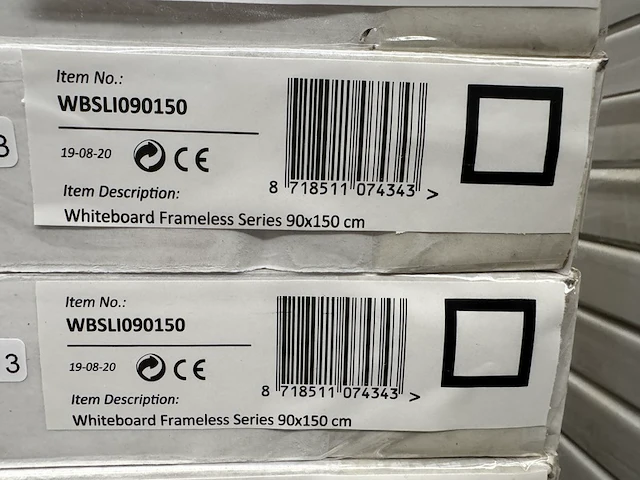 Item No.:
WBSLI090150
19-08-20 CE
Item Description:
Whiteboard Frameless Series 90x150 cm
8 718511 074343 >
Item No.:
WBSLI090150
3
19-08-20 CE
Item Description:
Whiteboard Frameless Series 90x150 cm
8 718511 074343 >